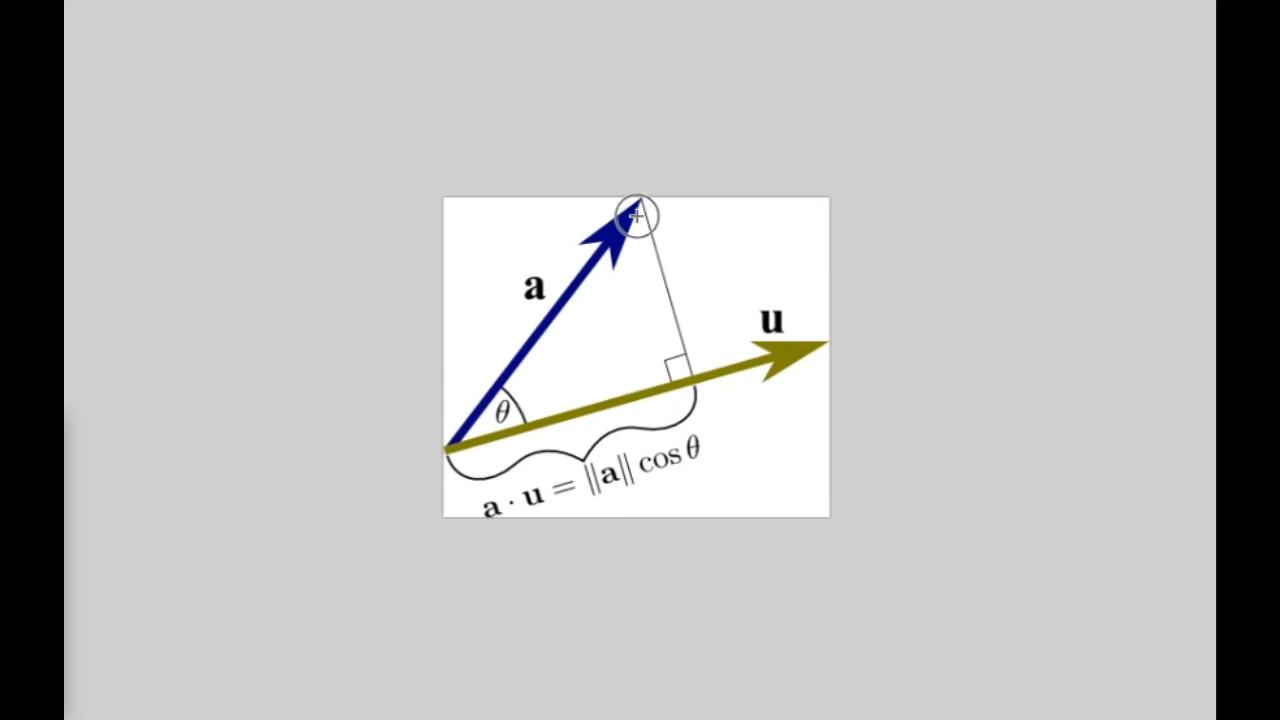 a
u
θ
a · u = ‖a‖ cos θ